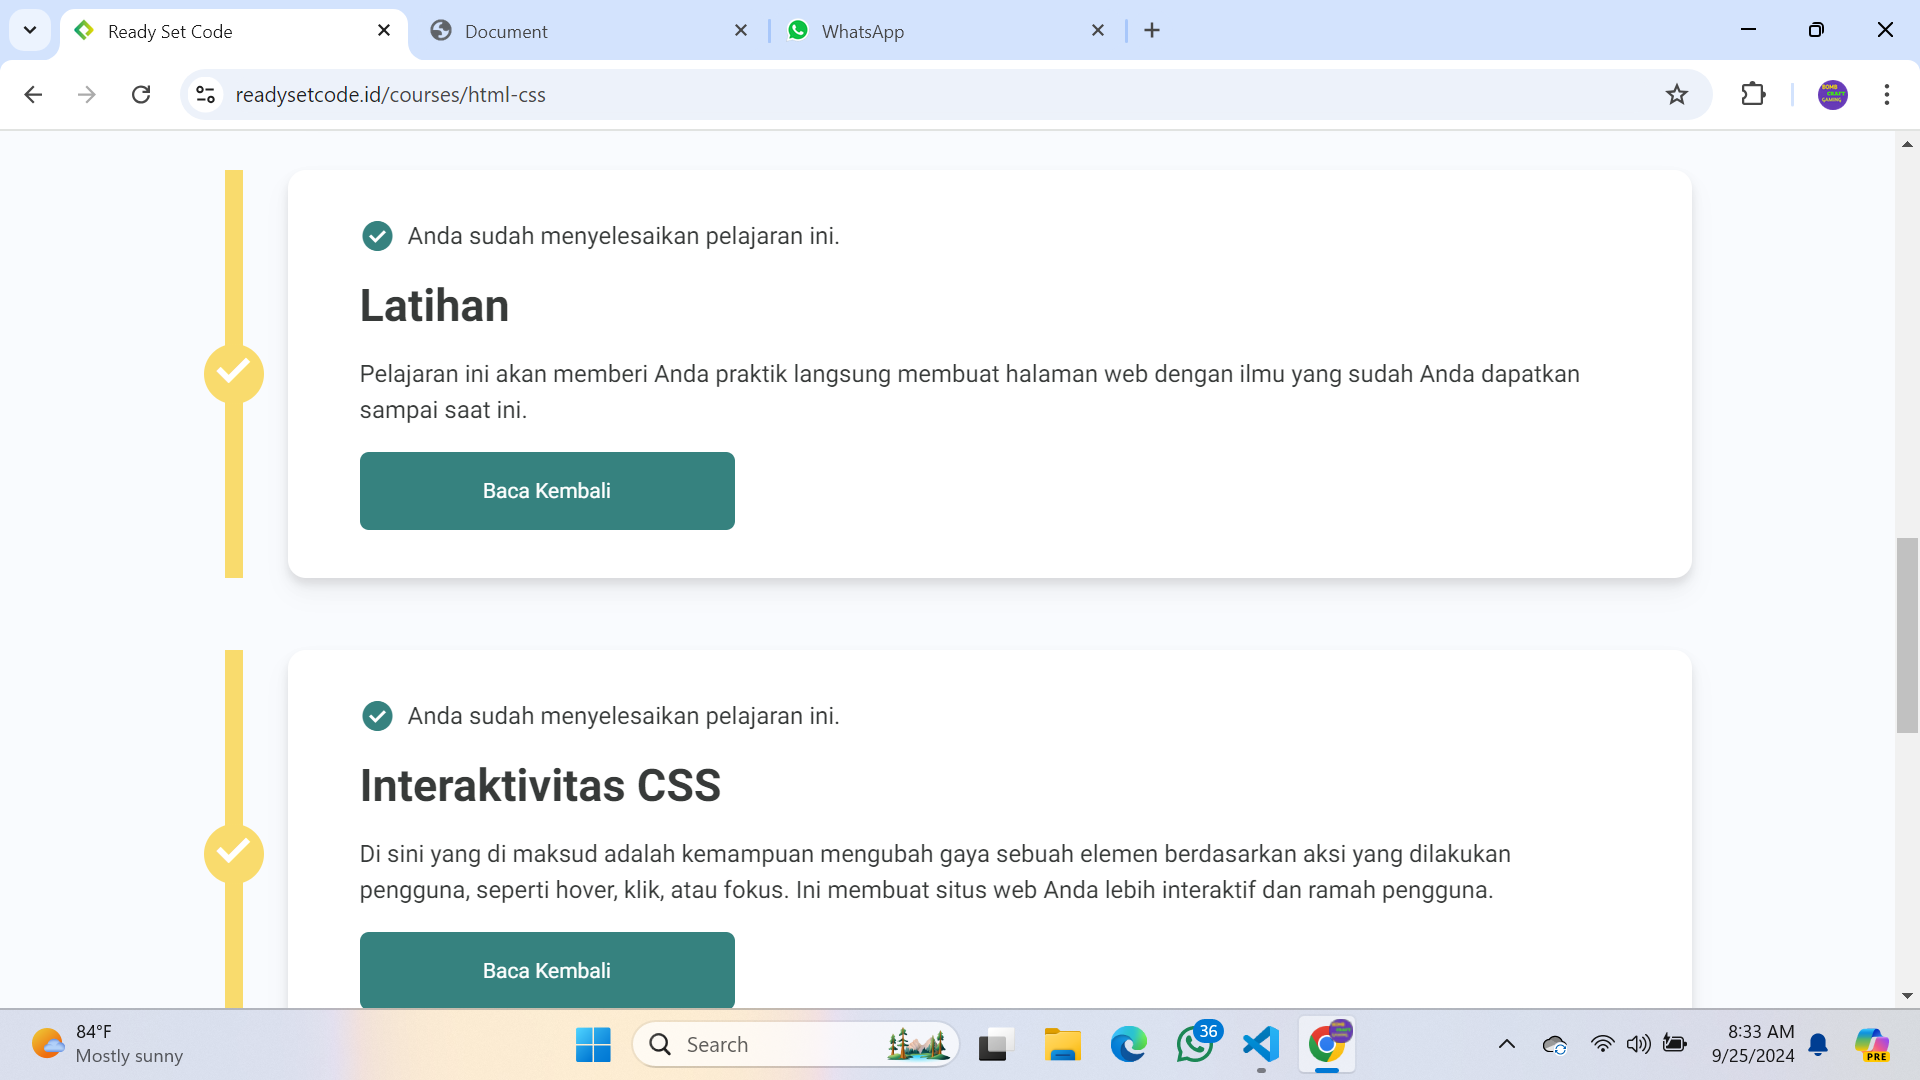 Ready Set Code
Document
WhatsApp
readysetcode.id/courses/html-css
Anda sudah menyelesaikan pelajaran ini.
Latihan
Pelajaran ini akan memberi Anda praktik langsung membuat halaman web dengan ilmu yang sudah Anda dapatkan
sampai saat ini.
Baca Kembali
Anda sudah menyelesaikan pelajaran ini.
Interaktivitas CSS
Di sini yang di maksud adalah kemampuan mengubah gaya sebuah elemen berdasarkan aksi yang dilakukan
pengguna, seperti hover, klik, atau fokus. Ini membuat situs web Anda lebih interaktif dan ramah pengguna.
Baca Kembali
84°F
Mostly sunny
Search
36
8:33 AM
9/25/2024
PRE